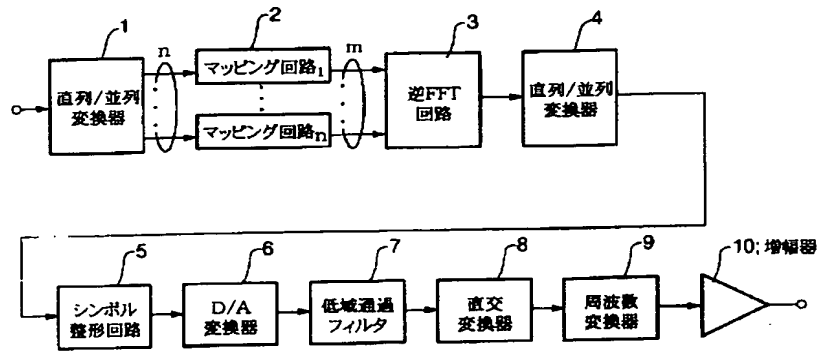 1
n
2
m
3
4
直列/並列
変換器
マッピング回路1
マッピング回路n
逆FFT
回路
直列/並列
変換器
5
6
7
8
9
10;増幅器
シンボル
整形回路
D/A
変換器
低域通過
フィルタ
直交
変換器
周波数
変換器